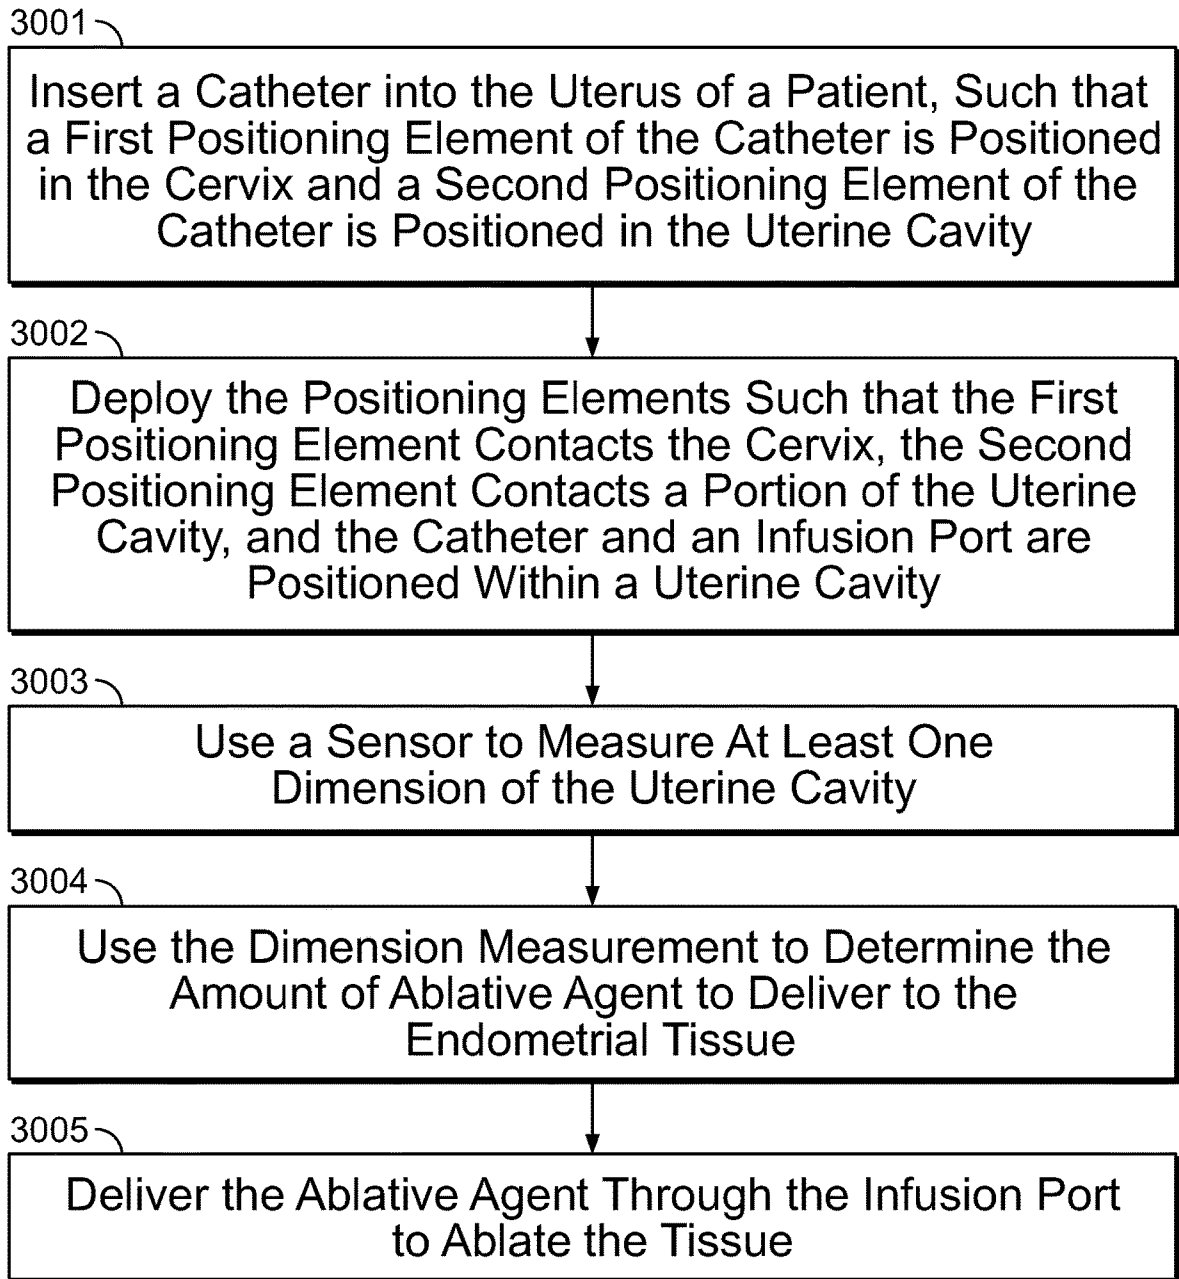 3001
Insert a Catheter into the Uterus of a Patient, Such that
a First Positioning Element of the Catheter is Positioned
in the Cervix and a Second Positioning Element of the
Catheter is Positioned in the Uterine Cavity
3002
Deploy the Positioning Elements Such that the First
Positioning Element Contacts the Cervix, the Second
Positioning Element Contacts a Portion of the Uterine
Cavity, and the Catheter and an Infusion Port are
Positioned Within a Uterine Cavity
3003
Use a Sensor to Measure At Least One
Dimension of the Uterine Cavity
3004
Use the Dimension Measurement to Determine the
Amount of Ablative Agent to Deliver to the
Endometrial Tissue
3005
Deliver the Ablative Agent Through the Infusion Port
to Ablate the Tissue